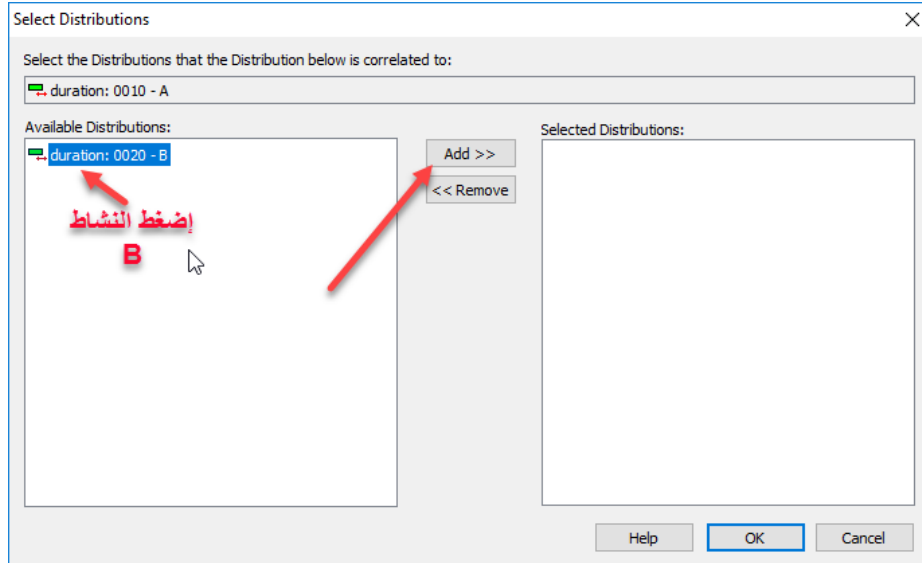 Select Distributions
Select the Distributions that the Distribution below is correlated to:
duration: 0010 - A
Available Distributions:
Selected Distributions:
duration: 0020 - B
Add >>
<< Remove
إضغط النشاط
B
Help
OK
Cancel